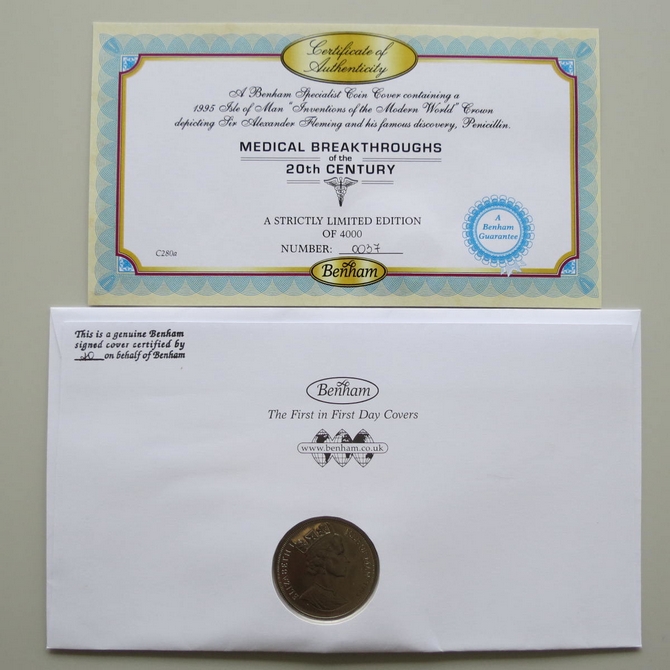 Certificate of
Authenticity
A Benham Specialist Coin Cover containing a
1995 Isle of Man "Inventions of the Modern World" Crown
depicting Sir Alexander Fleming and his famous discovery, Penicillin.
MEDICAL BREAKTHROUGHS
of the
20th CENTURY
A STRICTLY LIMITED EDITION
OF 4000
NUMBER: 0037
C280a
A
Benham
Guarantee
Benham
This is a genuine Benham
signed cover certified by
on behalf of Benham
Benham
The First in First Day Covers
www.benham.co.uk
ELIZABETH